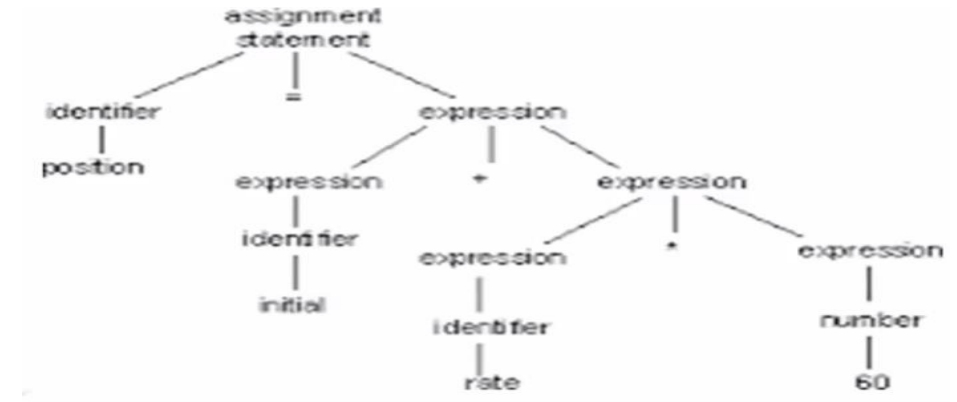 assignment
statement
identifier = expression
position
expression + expression
identifier
expression * expression
initial
identifier
number
rate
60